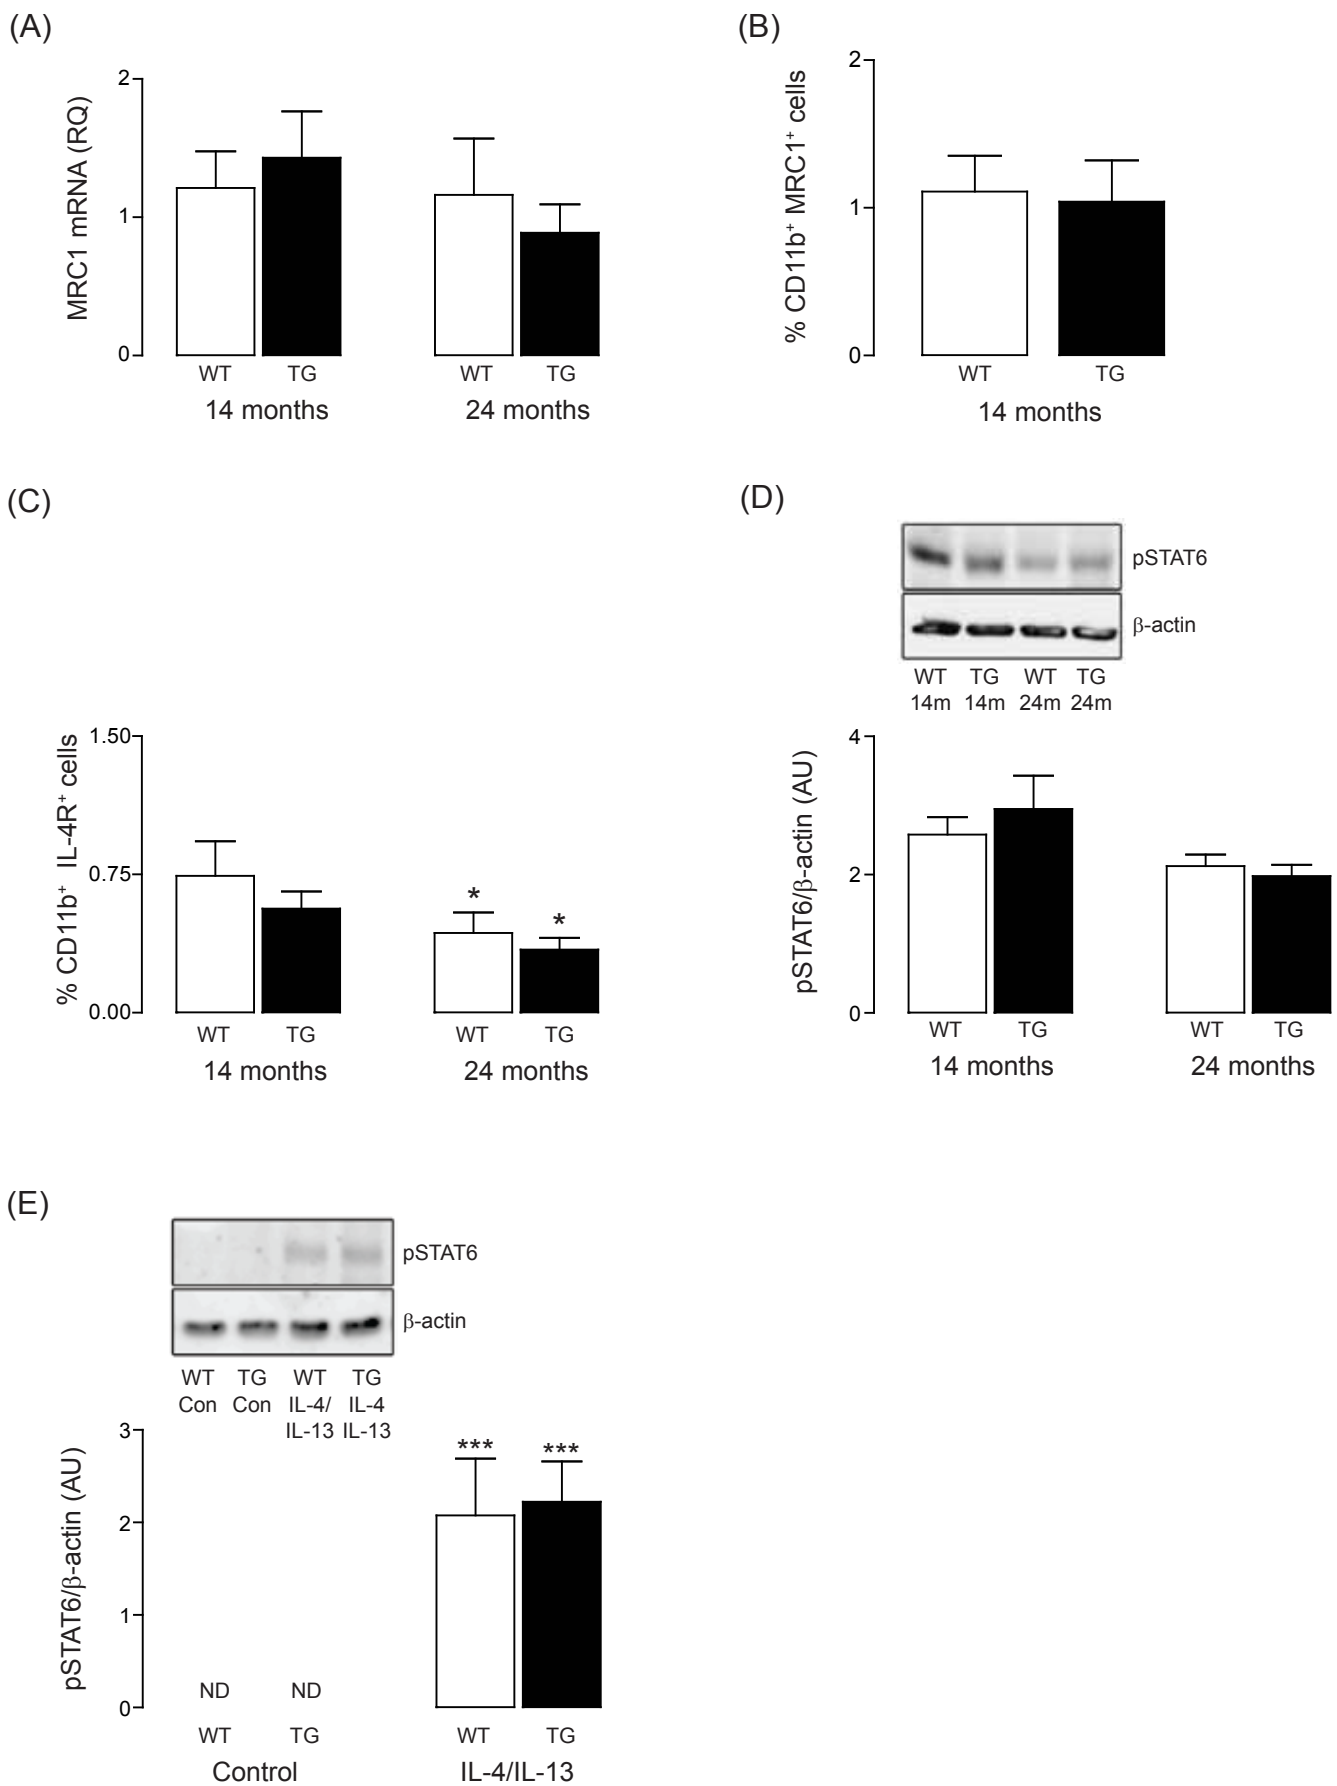 (A)
MRC1 mRNA (RQ)
2
1
0
WT TG WT TG
14 months 24 months
(B)
% CD11b⁺ MRC1⁺ cells
2
1
0
WT TG
14 months
(C)
% CD11b⁺ IL-4R⁺ cells
1.50
0.75
0.00
* *
WT TG WT TG
14 months 24 months
(D)
pSTAT6
β-actin
WT TG WT TG
14m 14m 24m 24m
pSTAT6/β-actin (AU)
4
2
0
WT TG WT TG
14 months 24 months
(E)
pSTAT6
β-actin
WT TG WT TG
Con Con IL-4/ IL-4
IL-13 IL-13
pSTAT6/β-actin (AU)
3
2
1
0
*** ***
ND ND
WT TG WT TG
Control IL-4/IL-13